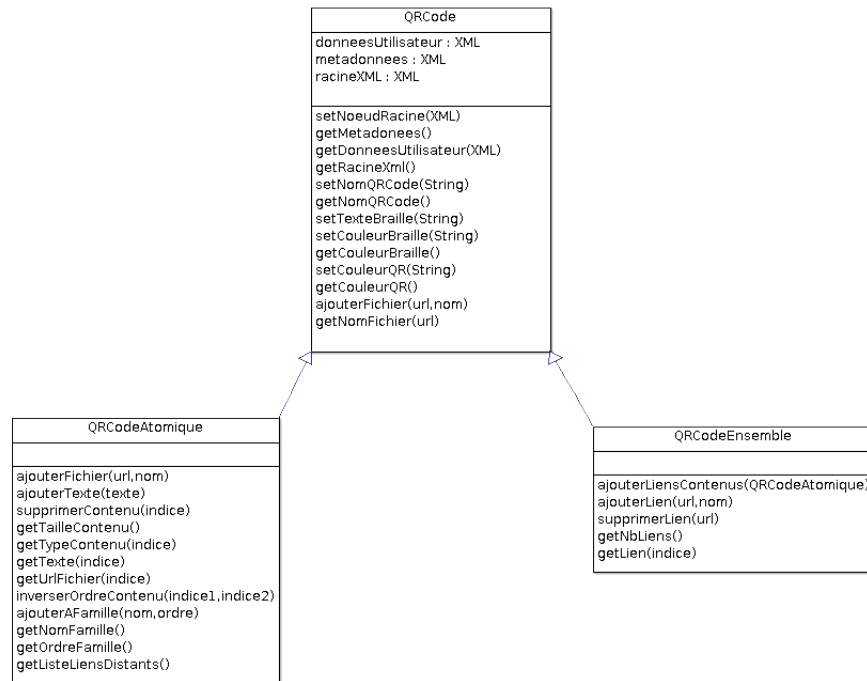 QRCode
donneesUtilisateur : XML
metadonnees : XML
racineXML : XML
setNoeudRacine(XML)
getMetadonees()
getDonneesUtilisateur(XML)
getRacineXml()
setNomQRCode(String)
getNomQRCode()
setTexteBraille(String)
setCouleurBraille(String)
getCouleurBraille()
setCouleurQR(String)
getCouleurQR()
ajouterFichier(url,nom)
getNomFichier(url)
QRCodeAtomique
ajouterFichier(url,nom)
ajouterTexte(texte)
supprimerContenu(indice)
getTailleContenu()
getTypeContenu(indice)
getTexte(indice)
getUrlFichier(indice)
inverserOrdreContenu(indice1,indice2)
ajouterAFamille(nom,ordre)
getNomFamille()
getOrdreFamille()
getListeLiensDistants()
QRCodeEnsemble
ajouterLiensContenus(QRCodeAtomique)
ajouterLien(url,nom)
supprimerLien(url)
getNbLiens()
getLien(indice)